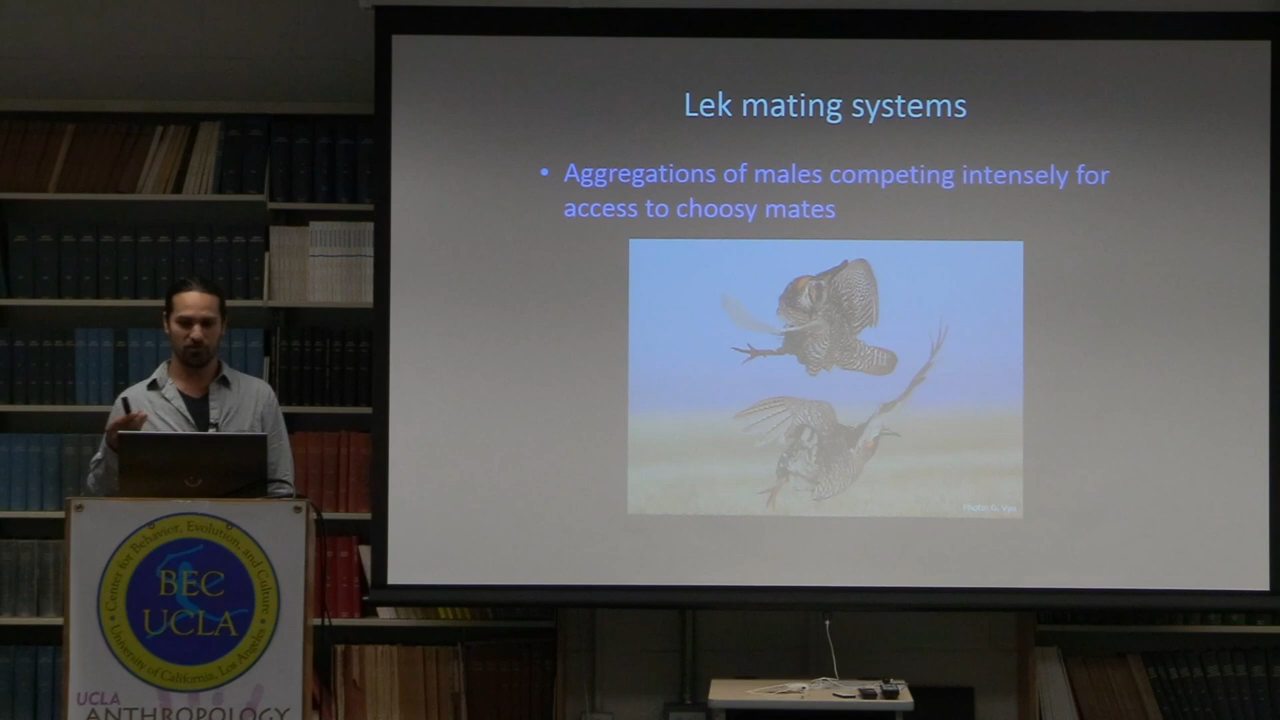 Lek mating systems
• Aggregations of males competing intensely for
access to choosy mates
Center for Behavior, Evolution, and Culture
BEC
UCLA
University of California, Los Angeles
UCLA
ANTHROPOLOGY